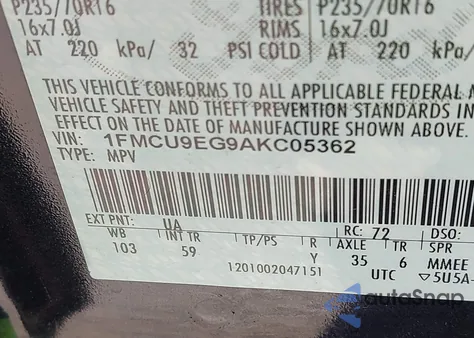 P235/70R16 TIRES P235/70R16
16x7.0J RIMS 16x7.0J
AT 220 kPa/ 32 PSI COLD AT 220 kPa/
THIS VEHICLE CONFORMS TO ALL APPLICABLE FEDERAL
VEHICLE SAFETY AND THEFT PREVENTION STANDARDS IN
EFFECT ON THE DATE OF MANUFACTURE SHOWN ABOVE.
VIN: 1FMCU9EG9AKC05362
TYPE: MPV
EXT PNT: UA RC: 72 DSO:
WB INT TR TP/PS R AXLE TR SPR
103 59 Y 35 6 MMEE
1201002047151 UTC ▽5U5A-
autoSnap